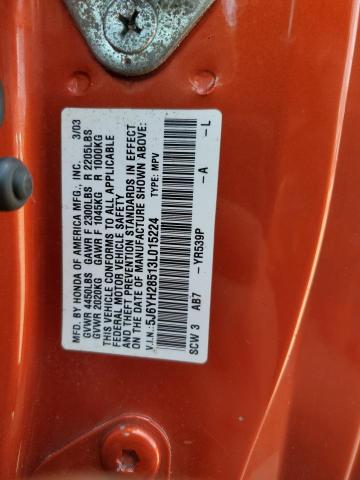 MFD. BY HONDA OF AMERICA MFG., INC. 3/03
GVWR 4450LBS GAWR F 2300LBS R 2205LBS
GVWR 2020KG GAWR F 1045KG R 1000KG
THIS VEHICLE CONFORMS TO ALL APPLICABLE
FEDERAL MOTOR VEHICLE SAFETY
AND THEFT PREVENTION STANDARDS IN EFFECT
ON THE DATE OF MANUFACTURE SHOWN ABOVE.
V.I.N.: 5J6YH28513L015224 TYPE: MPV
SCW 3 AB7 -YR539P -A -L